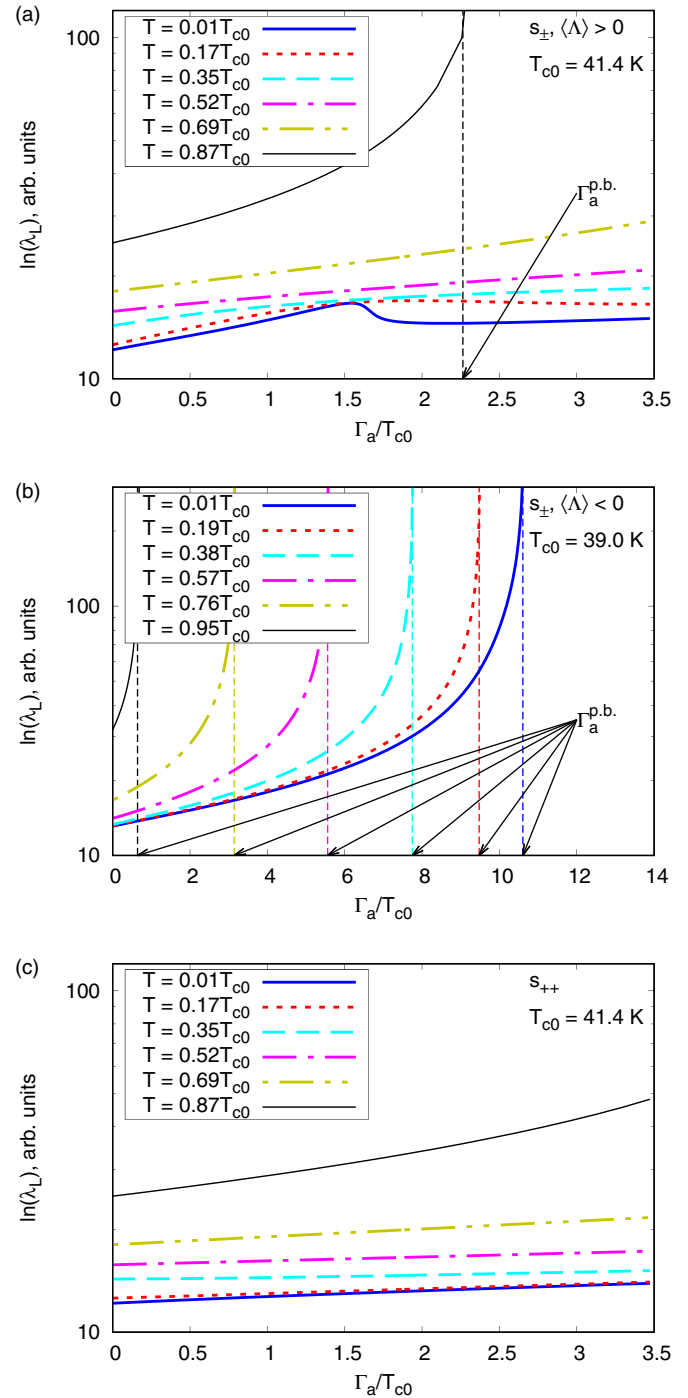 (a)
100
10
ln(λ_L), arb. units
T = 0.01T_c0
T = 0.17T_c0
T = 0.35T_c0
T = 0.52T_c0
T = 0.69T_c0
T = 0.87T_c0
s_±, ⟨Λ⟩ > 0
T_c0 = 41.4 K
Γ_a^p.b.
0 0.5 1 1.5 2 2.5 3 3.5
Γ_a/T_c0
(b)
100
10
ln(λ_L), arb. units
T = 0.01T_c0
T = 0.19T_c0
T = 0.38T_c0
T = 0.57T_c0
T = 0.76T_c0
T = 0.95T_c0
s_±, ⟨Λ⟩ < 0
T_c0 = 39.0 K
Γ_a^p.b.
0 2 4 6 8 10 12 14
Γ_a/T_c0
(c)
100
10
ln(λ_L), arb. units
T = 0.01T_c0
T = 0.17T_c0
T = 0.35T_c0
T = 0.52T_c0
T = 0.69T_c0
T = 0.87T_c0
s_++
T_c0 = 41.4 K
0 0.5 1 1.5 2 2.5 3 3.5
Γ_a/T_c0